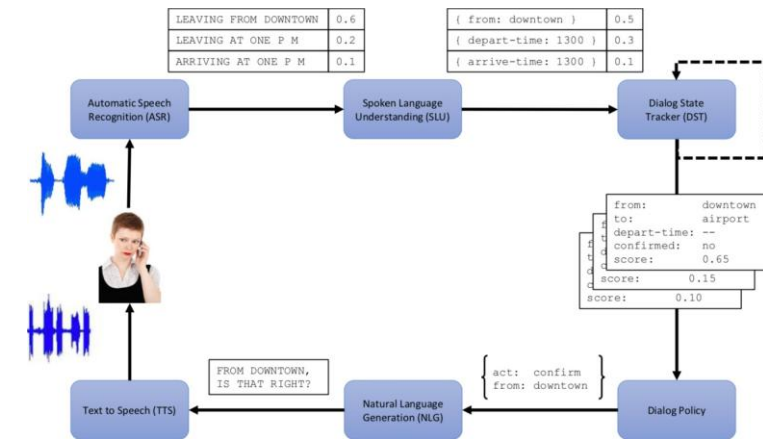 LEAVING FROM DOWNTOWN 0.6
LEAVING AT ONE P M 0.2
ARRIVING AT ONE P M 0.1
{ from: downtown } 0.5
{ depart-time: 1300 } 0.3
{ arrive-time: 1300 } 0.1
Automatic Speech
Recognition (ASR)
Spoken Language
Understanding (SLU)
Dialog State
Tracker (DST)
from: downtown
to: airport
depart-time: --
confirmed: no
score: 0.65
score: 0.15
score: 0.10
act: confirm
from: downtown
FROM DOWNTOWN,
IS THAT RIGHT?
Text to Speech (TTS)
Natural Language
Generation (NLG)
Dialog Policy